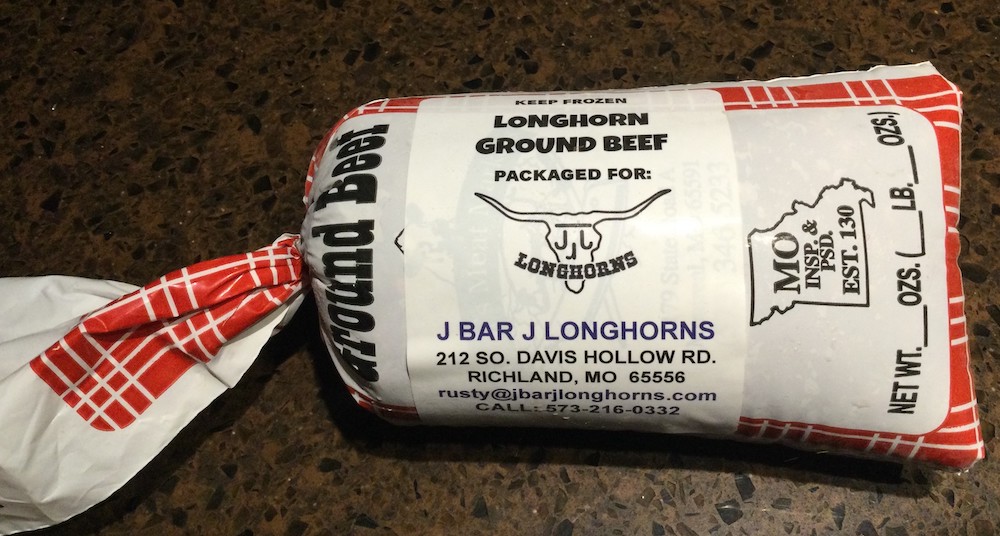 Ground Beef
KEEP FROZEN
LONGHORN
GROUND BEEF
PACKAGED FOR:
JLJ
LONGHORNS
J BAR J LONGHORNS
212 SO. DAVIS HOLLOW RD.
RICHLAND, MO 65556
rusty@jbarjlonghorns.com
CALL: 573-216-0332
MO
INSP. &
PSD.
EST. 130
NET WT.___OZS. (___LB.___OZS.)